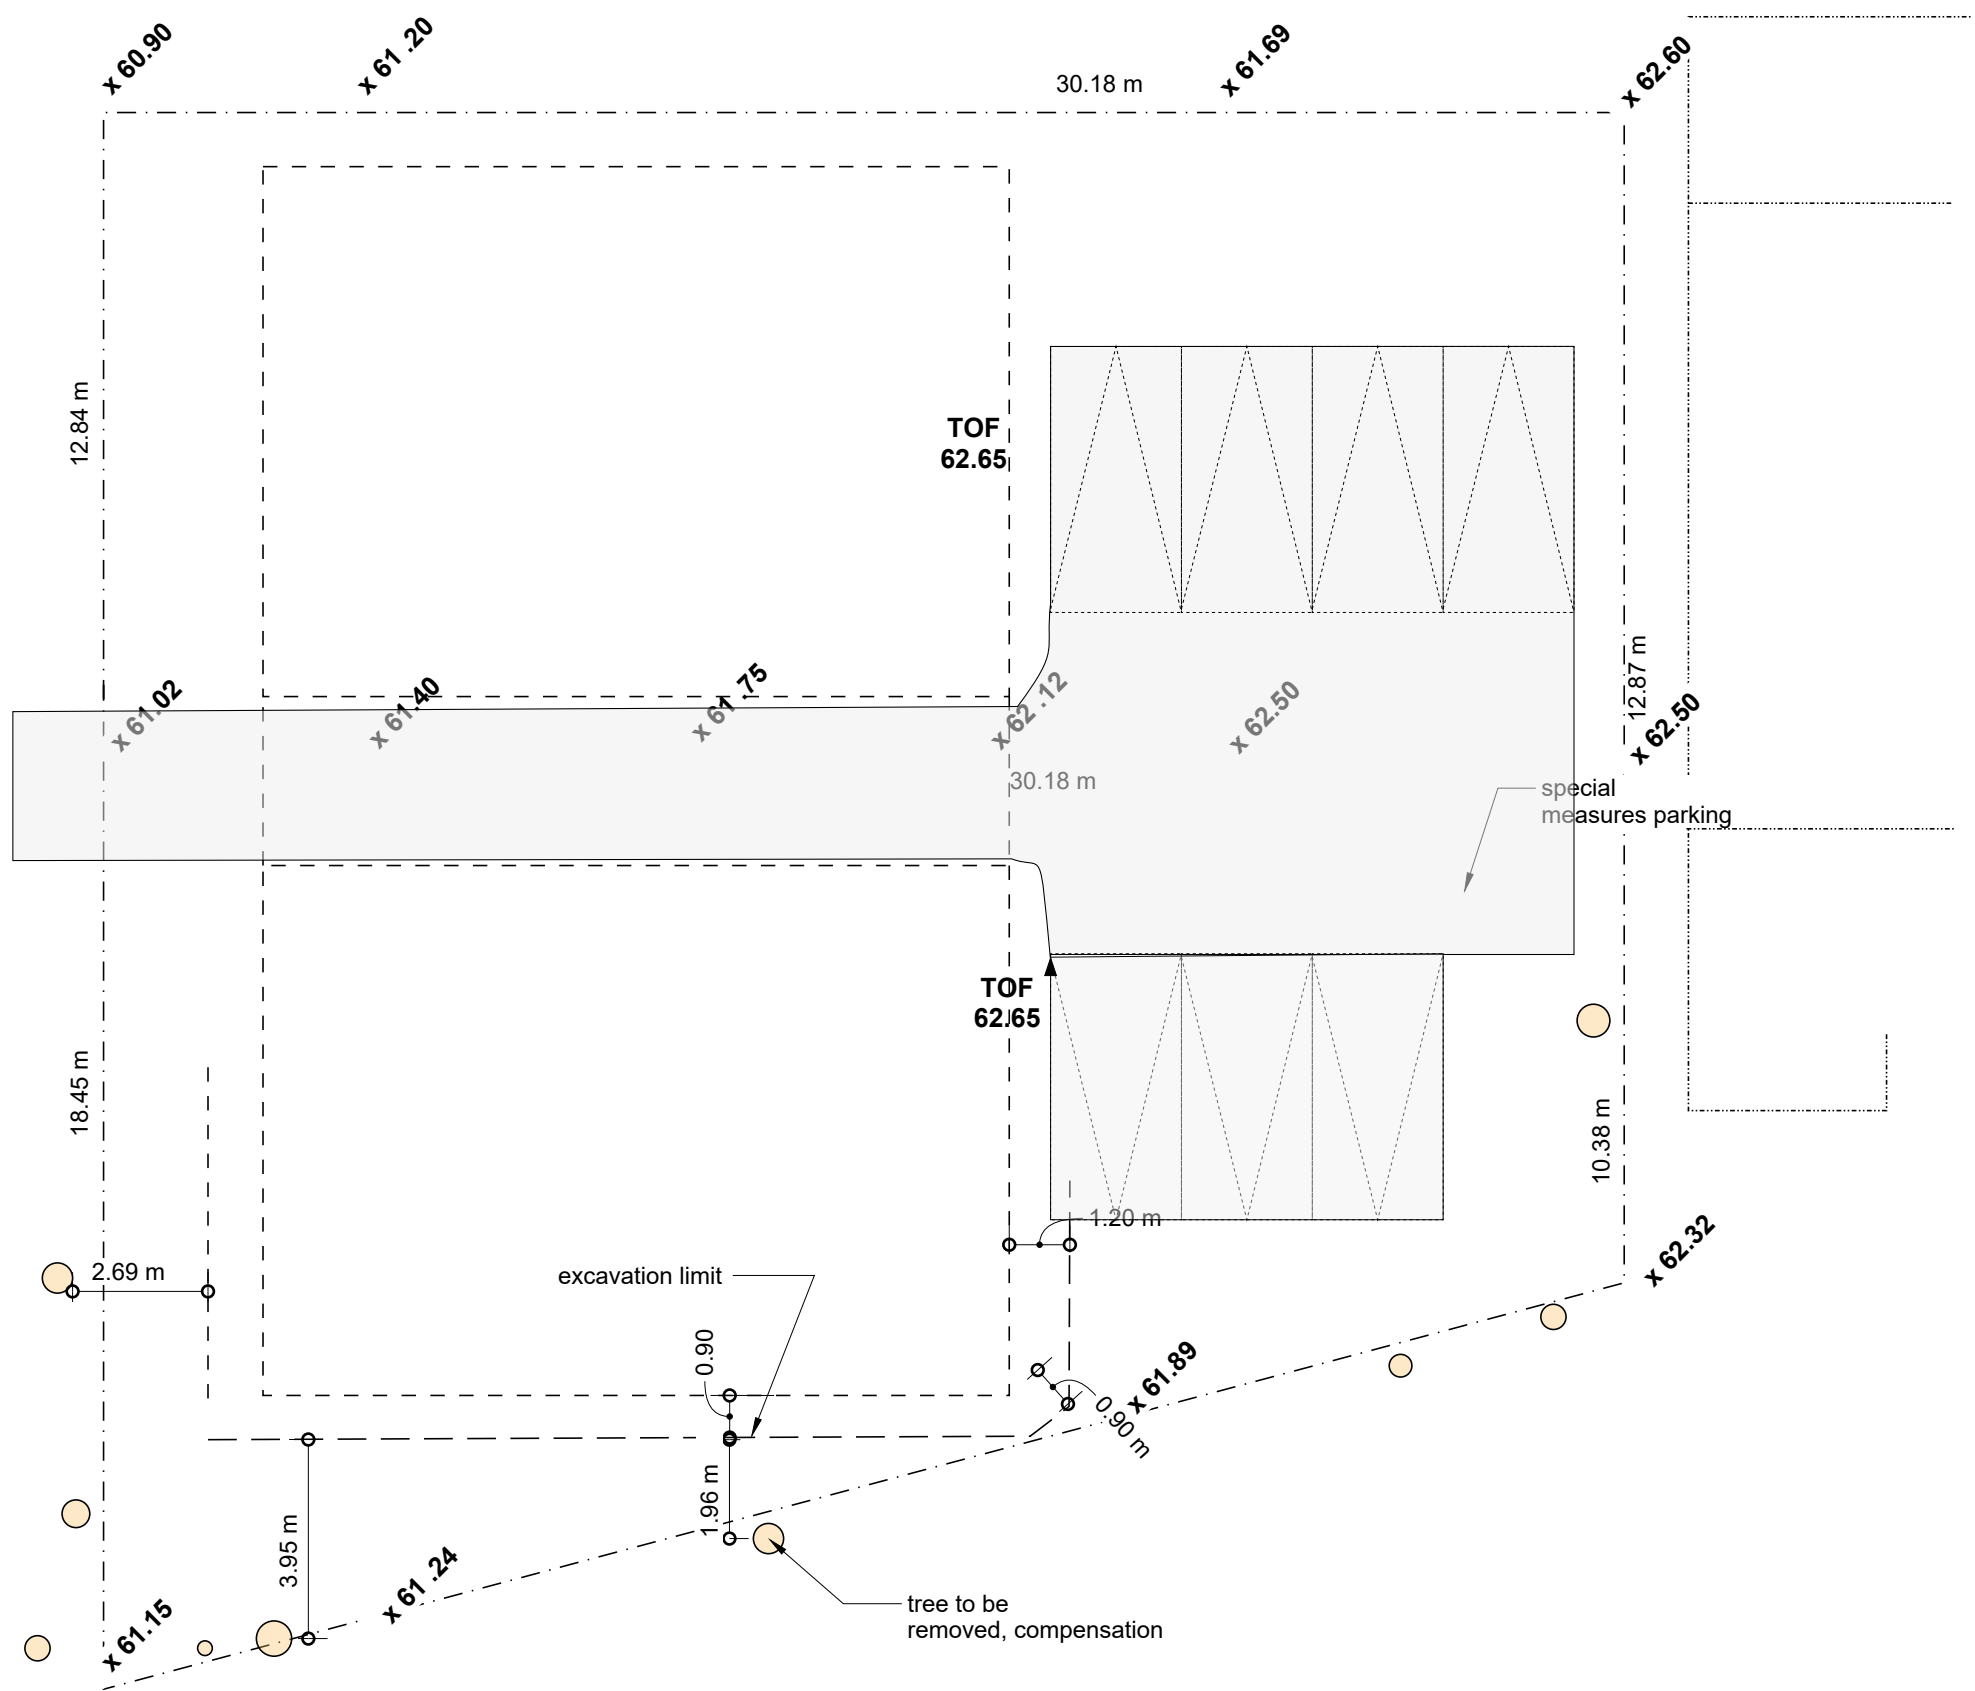 x 60.90
x 61 .20
x 61.69
x 62.60
30.18 m
12.84 m
TOF
62.65
12.87 m
x 61.02
x 61.40
x 61 .75
x 62 .12
x 62.50
x 62.50
30.18 m
special
measures parking
TOF
62.65
18.45 m
10.38 m
1.20 m
x 62.32
2.69 m
excavation limit
0.90
x 61.89
0.90 m
1.96 m
3.95 m
x 61 .24
x 61.15
tree to be
removed, compensation